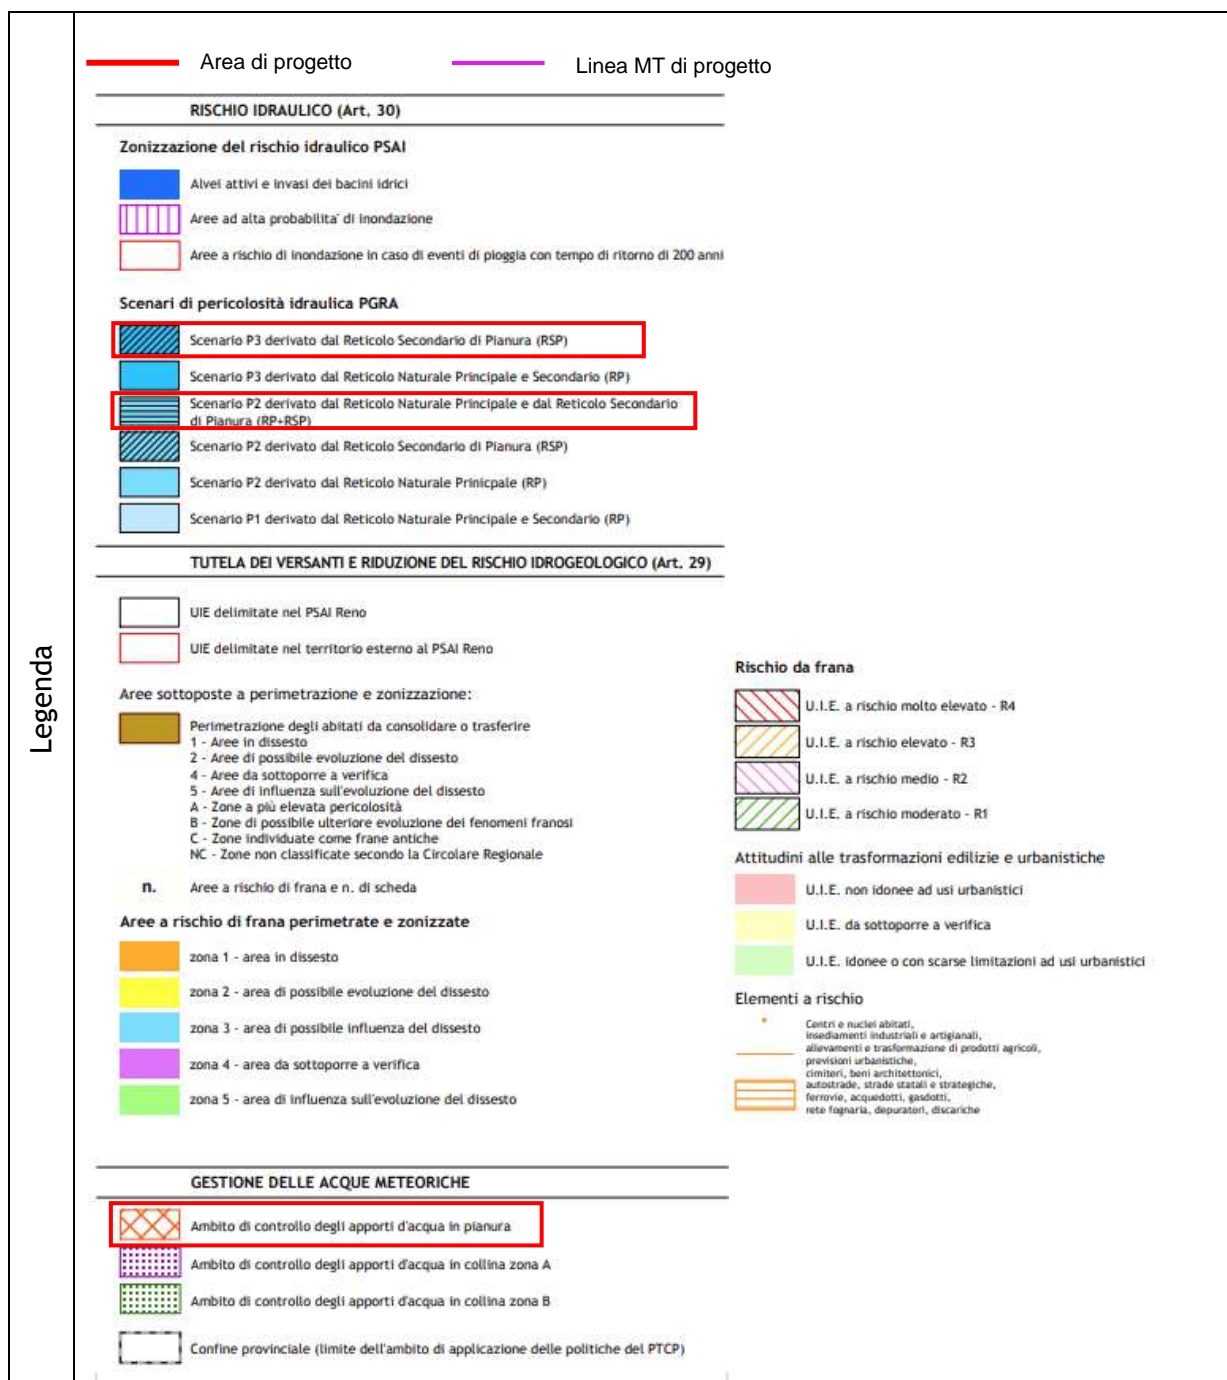 Legenda
Area di progetto
Linea MT di progetto
RISCHIO IDRAULICO (Art. 30)
Zonizzazione del rischio idraulico PSAI
Alvei attivi e invasi dei bacini idrici
Aree ad alta probabilita' di inondazione
Aree a rischio di inondazione in caso di eventi di pioggia con tempo di ritorno di 200 anni
Scenari di pericolosità idraulica PGRA
Scenario P3 derivato dal Reticolo Secondario di Pianura (RSP)
Scenario P3 derivato dal Reticolo Naturale Principale e Secondario (RP)
Scenario P2 derivato dal Reticolo Naturale Principale e dal Reticolo Secondario
di Pianura (RP+RSP)
Scenario P2 derivato dal Reticolo Secondario di Pianura (RSP)
Scenario P2 derivato dal Reticolo Naturale Prinicpale (RP)
Scenario P1 derivato dal Reticolo Naturale Principale e Secondario (RP)
TUTELA DEI VERSANTI E RIDUZIONE DEL RISCHIO IDROGEOLOGICO (Art. 29)
UIE delimitate nel PSAI Reno
UIE delimitate nel territorio esterno al PSAI Reno
Aree sottoposte a perimetrazione e zonizzazione:
Perimetrazione degli abitati da consolidare o trasferire
1 - Aree in dissesto
2 - Aree di possibile evoluzione del dissesto
4 - Aree da sottoporre a verifica
5 - Aree di influenza sull'evoluzione del dissesto
A - Zone a più elevata pericolosità
B - Zone di possibile ulteriore evoluzione dei fenomeni franosi
C - Zone individuate come frane antiche
NC - Zone non classificate secondo la Circolare Regionale
n. Aree a rischio di frana e n. di scheda
Aree a rischio di frana perimetrate e zonizzate
zona 1 - area in dissesto
zona 2 - area di possibile evoluzione del dissesto
zona 3 - area di possibile influenza del dissesto
zona 4 - area da sottoporre a verifica
zona 5 - area di influenza sull'evoluzione del dissesto
Rischio da frana
U.I.E. a rischio molto elevato - R4
U.I.E. a rischio elevato - R3
U.I.E. a rischio medio - R2
U.I.E. a rischio moderato - R1
Attitudini alle trasformazioni edilizie e urbanistiche
U.I.E. non idonee ad usi urbanistici
U.I.E. da sottoporre a verifica
U.I.E. idonee o con scarse limitazioni ad usi urbanistici
Elementi a rischio
Centri e nuclei abitati,
insediamenti industriali e artigianali,
allevamenti e trasformazione di prodotti agricoli,
previsioni urbanistiche,
cimitori, beni architettonici,
autostrade, strade statali e strategiche,
ferrovie, acquedotti, gasdotti,
rete fognaria, depuratori, discariche
GESTIONE DELLE ACQUE METEORICHE
Ambito di controllo degli apporti d'acqua in pianura
Ambito di controllo degli apporti d'acqua in collina zona A
Ambito di controllo degli apporti d'acqua in collina zona B
Confine provinciale (limite dell'ambito di applicazione delle politiche del PTCP)